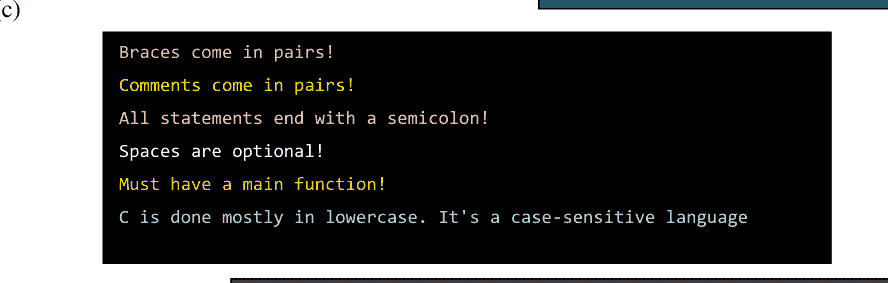 c)
Braces come in pairs!
Comments come in pairs!
All statements end with a semicolon!
Spaces are optional!
Must have a main function!
C is done mostly in lowercase. It's a case-sensitive language